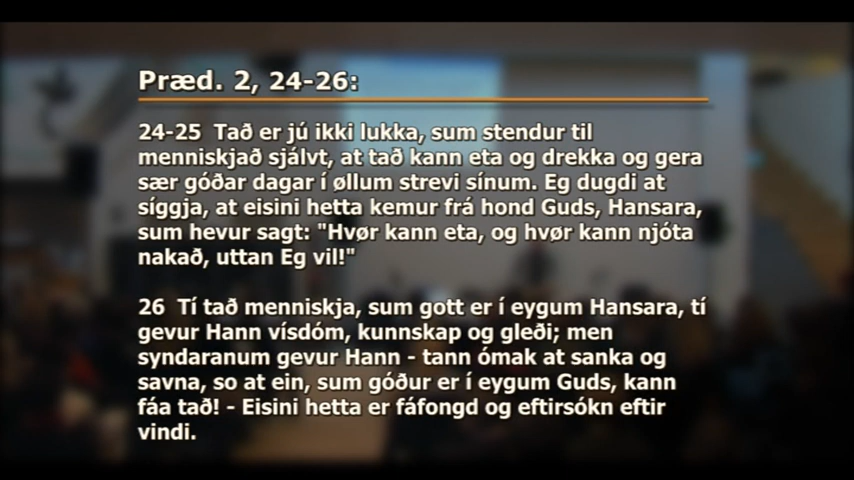 Præd. 2, 24-26:
24-25 Tað er jú ikki lukka, sum stendur til
menniskjað sjálvt, at tað kann eta og drekka og gera
sær góðar dagar í øllum strevi sínum. Eg dugdi at
síggja, at eisini hetta kemur frá hond Guds, Hansara,
sum hevur sagt: "Hvør kann eta, og hvør kann njóta
nakað, uttan Eg vil!"
26 Tí tað menniskja, sum gott er í eygum Hansara, tí
gevur Hann vísdóm, kunnskap og gleði; men
syndaranum gevur Hann - tann ómak at sanka og
savna, so at ein, sum góður er í eygum Guds, kann
fáa tað! - Eisini hetta er fáfongd og eftirsókn eftir
vindi.